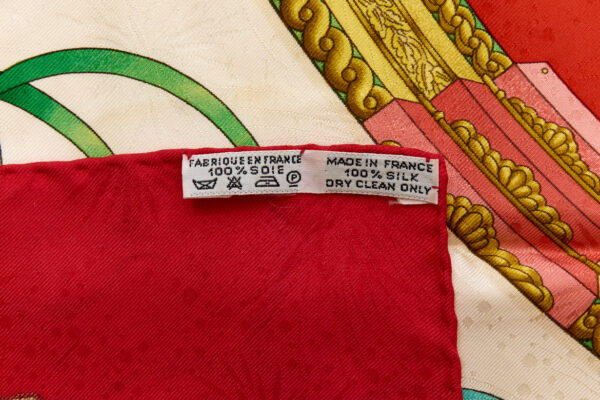 FABRIQUE EN FRANCE
100% SOIE
P
MADE IN FRANCE
100% SILK
DRY CLEAN ONLY